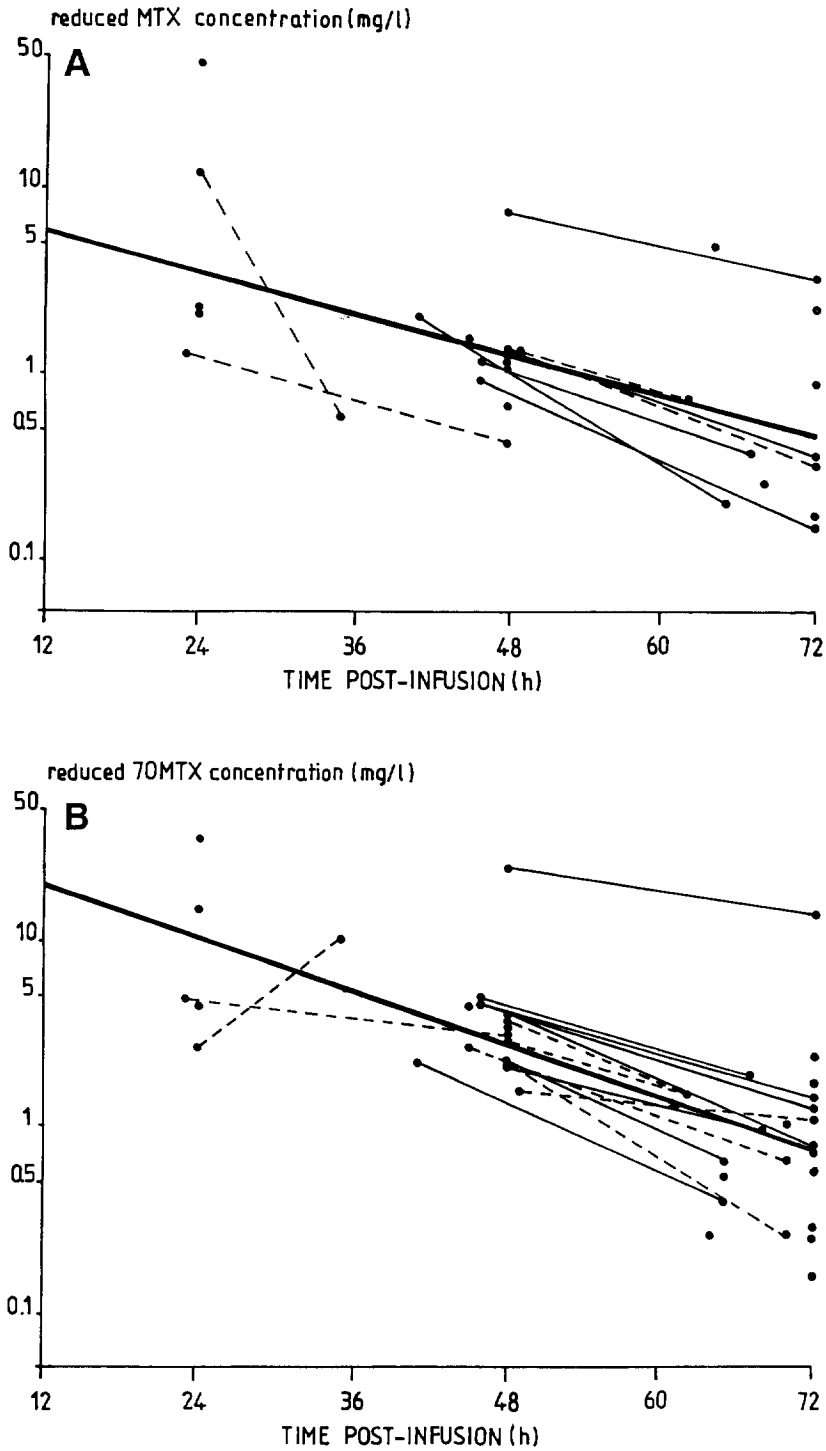 reduced MTX concentration (mg/l)
A
50
10
5
1
0.5
0.1
12 24 36 48 60 72
TIME POST-INFUSION (h)
reduced 7OMTX concentration (mg/l)
B
50
10
5
1
0.5
0.1
12 24 36 48 60 72
TIME POST-INFUSION (h)